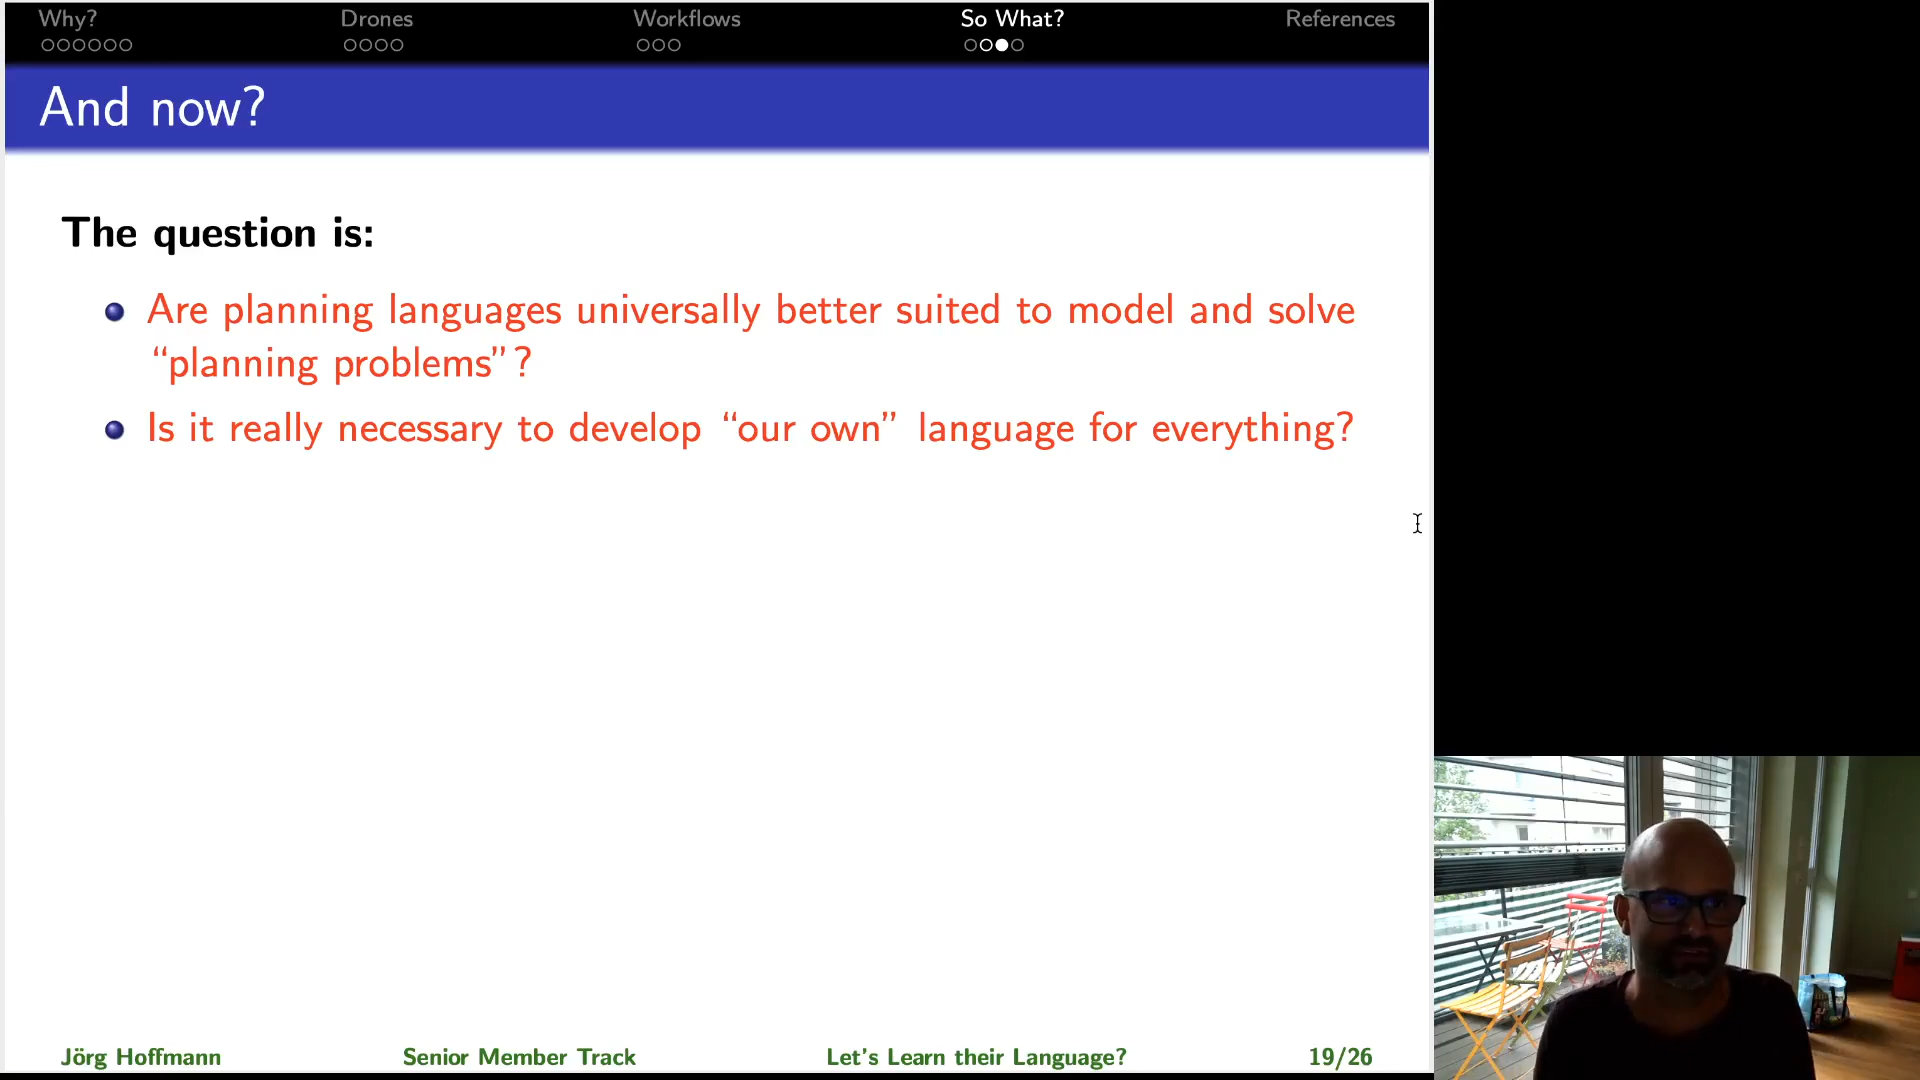 Why? Drones Workflows So What? References
And now?
The question is:
Are planning languages universally better suited to model and solve
“planning problems”?
Is it really necessary to develop “our own” language for everything?
Jörg Hoffmann Senior Member Track Let's Learn their Language? 19/26